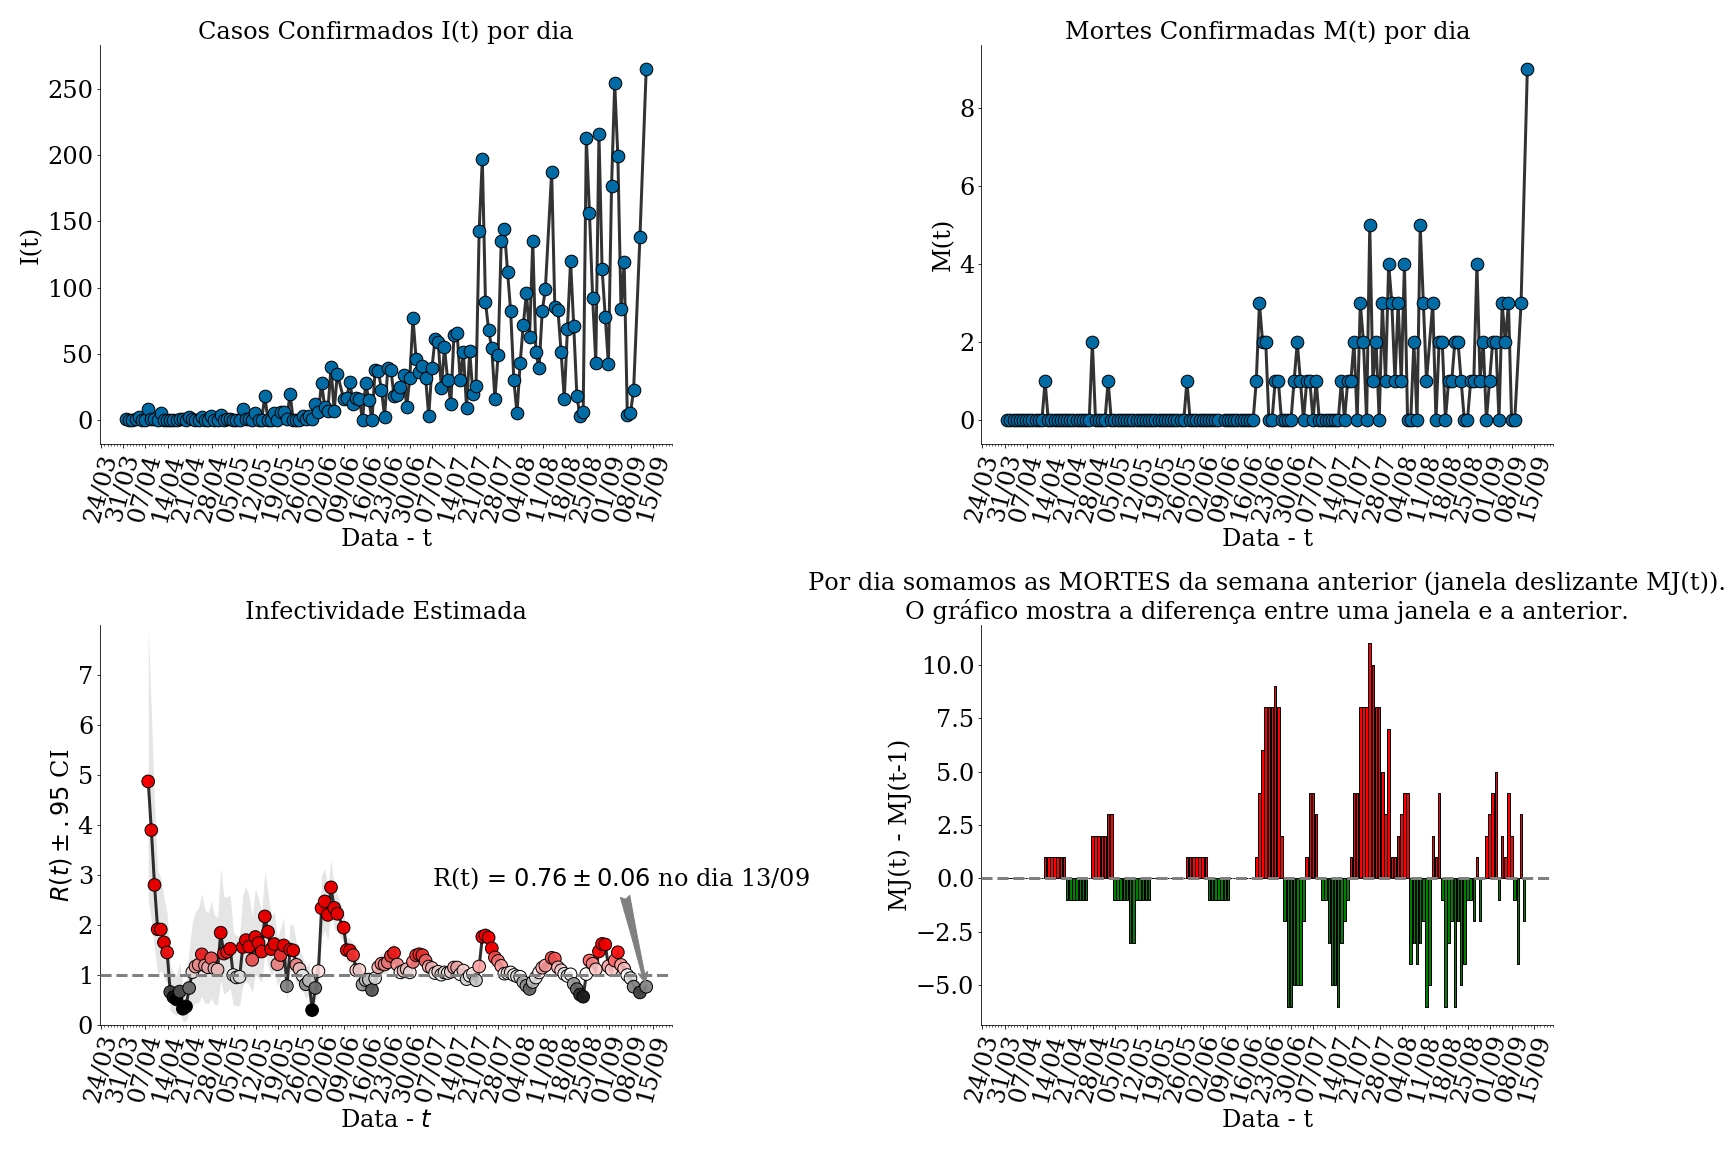 Casos Confirmados I(t) por dia
I(t)
250
200
150
100
50
0
24/03 31/03 07/04 14/04 21/04 28/04 05/05 12/05 19/05 26/05 02/06 09/06 16/06 23/06 30/06 07/07 14/07 21/07 28/07 04/08 11/08 18/08 25/08 01/09 08/09 15/09
Data - t
Mortes Confirmadas M(t) por dia
M(t)
8
6
4
2
0
24/03 31/03 07/04 14/04 21/04 28/04 05/05 12/05 19/05 26/05 02/06 09/06 16/06 23/06 30/06 07/07 14/07 21/07 28/07 04/08 11/08 18/08 25/08 01/09 08/09 15/09
Data - t
Infectividade Estimada
R(t) ± .95 CI
7
6
5
4
3
2
1
0
R(t) = 0.76 ± 0.06 no dia 13/09
24/03 31/03 07/04 14/04 21/04 28/04 05/05 12/05 19/05 26/05 02/06 09/06 16/06 23/06 30/06 07/07 14/07 21/07 28/07 04/08 11/08 18/08 25/08 01/09 08/09 15/09
Data - t
Por dia somamos as MORTES da semana anterior (janela deslizante MJ(t)).
O gráfico mostra a diferença entre uma janela e a anterior.
MJ(t) - MJ(t-1)
10.0
7.5
5.0
2.5
0.0
−2.5
−5.0
24/03 31/03 07/04 14/04 21/04 28/04 05/05 12/05 19/05 26/05 02/06 09/06 16/06 23/06 30/06 07/07 14/07 21/07 28/07 04/08 11/08 18/08 25/08 01/09 08/09 15/09
Data - t